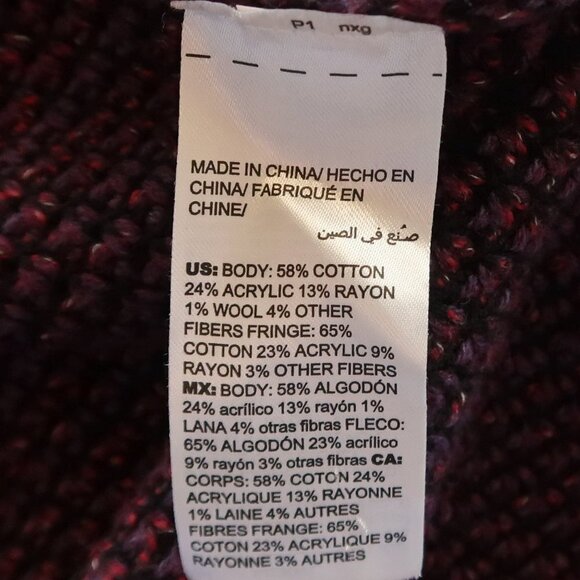 P1 nxg
MADE IN CHINA/ HECHO EN
CHINA/ FABRIQUÉ EN
CHINE/
صُنع في الصين
US: BODY: 58% COTTON
24% ACRYLIC 13% RAYON
1% WOOL 4% OTHER
FIBERS FRINGE: 65%
COTTON 23% ACRYLIC 9%
RAYON 3% OTHER FIBERS
MX: BODY: 58% ALGODÓN
24% acrílico 13% rayón 1%
LANA 4% otras fibras FLECO:
65% ALGODÓN 23% acrílico
9% rayón 3% otras fibras CA:
CORPS: 58% COTON 24%
ACRYLIQUE 13% RAYONNE
1% LAINE 4% AUTRES
FIBRES FRANGE: 65%
COTON 23% ACRYLIQUE 9%
RAYONNE 3% AUTRES